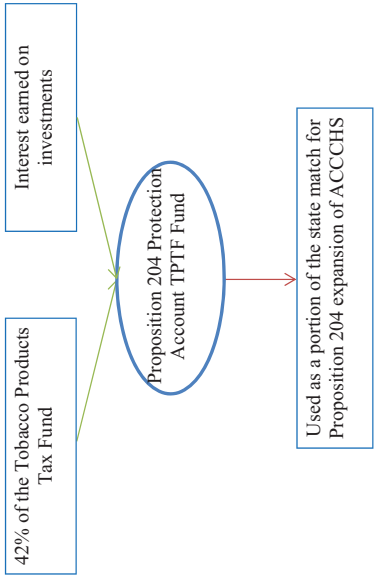 42% of the Tobacco Products
Tax Fund
Interest earned on
investments
Proposition 204 Protection
Account TPTF Fund
Used as a portion of the state match for
Proposition 204 expansion of ACCCHS